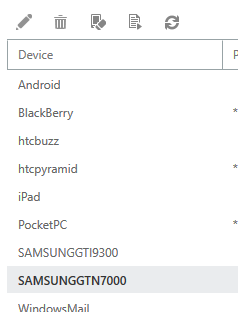 Device
Android
BlackBerry
*
htcbuzz
htcpyramid
*
iPad
PocketPC
*
SAMSUNGGTI9300
SAMSUNGGTN7000
WindowsMail